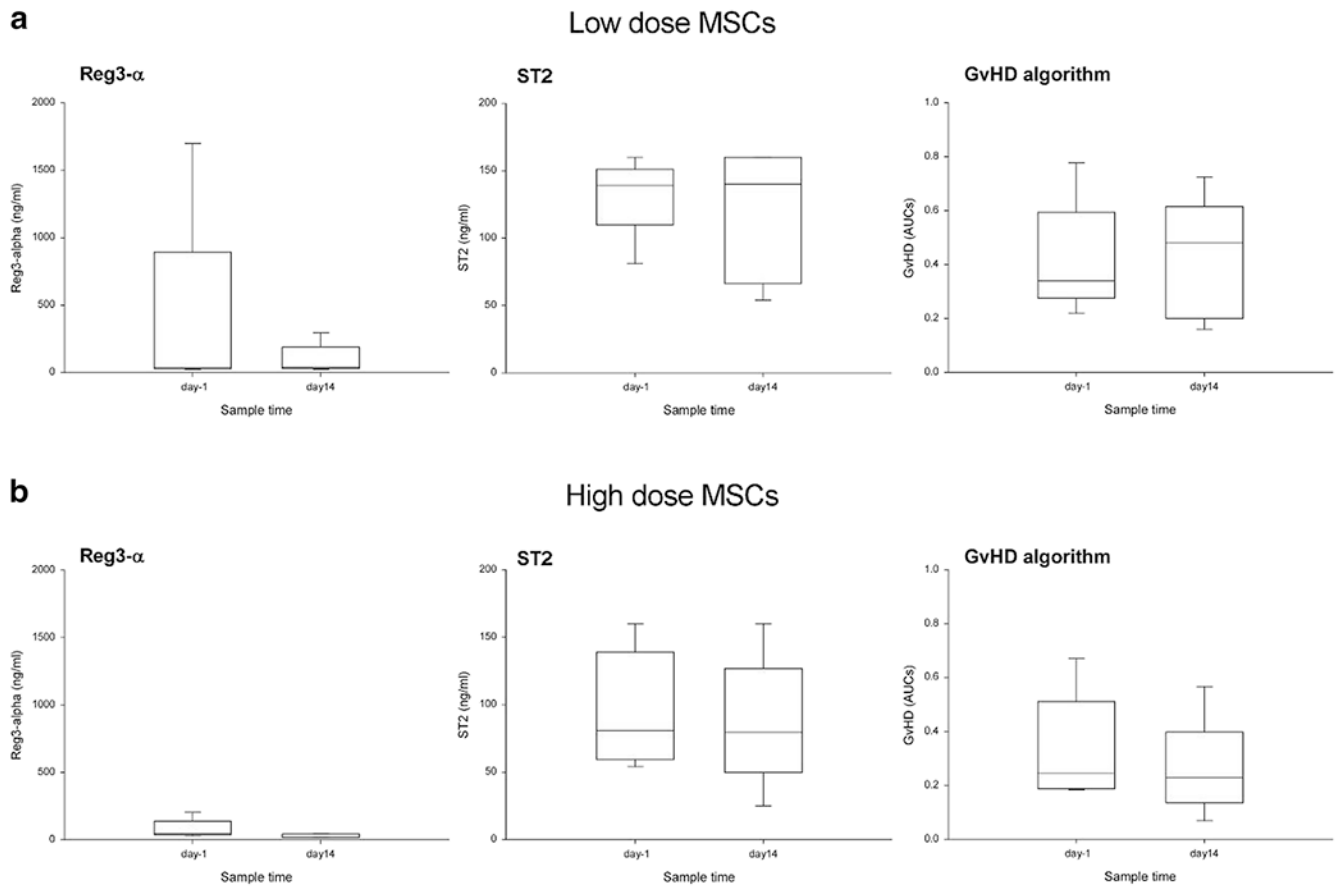 a
Low dose MSCs
Reg3-α
2000
1500
1000
500
0
Reg3-alpha (ng/ml)
day-1
day14
Sample time
ST2
200
150
100
50
0
ST2 (ng/ml)
day-1
day14
Sample time
GvHD algorithm
1.0
0.8
0.6
0.4
0.2
0.0
GvHD (AUCs)
day-1
day14
Sample time
b
High dose MSCs
Reg3-α
2000
1500
1000
500
0
Reg3-alpha (ng/ml)
day-1
day14
Sample time
ST2
200
150
100
50
0
ST2 (ng/ml)
day-1
day14
Sample time
GvHD algorithm
1.0
0.8
0.6
0.4
0.2
0.0
GvHD (AUCs)
day-1
day14
Sample time